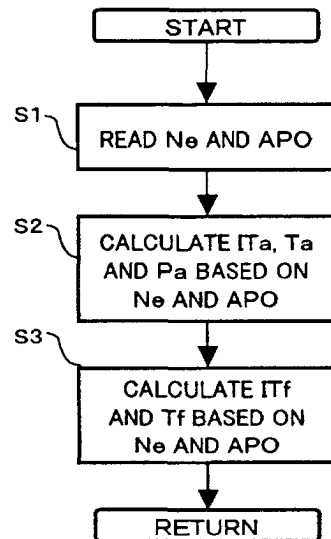 START
S1
READ Ne AND APO
S2
CALCULATE ITa, Ta
AND Pa BASED ON
Ne AND APO
S3
CALCULATE ITf
AND Tf BASED ON
Ne AND APO
RETURN